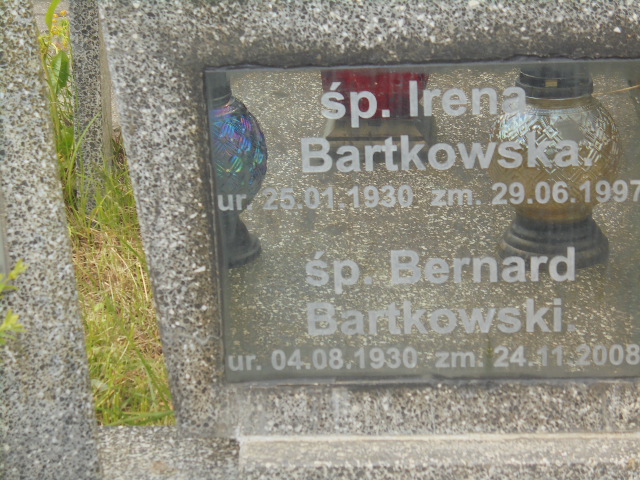 śp. Irena
Bartkowska
ur. 25.01.1930 zm. 29.06.1997
śp. Bernard
Bartkowski
ur. 04.08.1930 zm. 24.11.2008